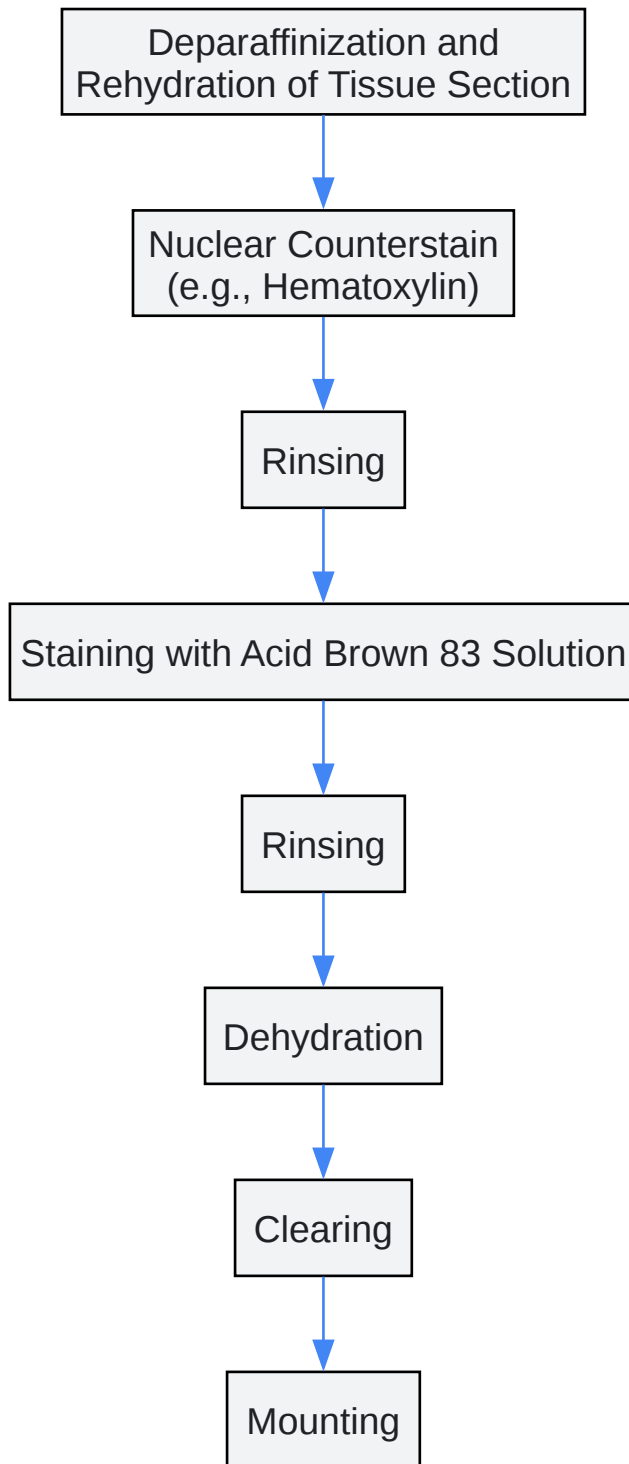 Deparaffinization and
Rehydration of Tissue Section
Nuclear Counterstain
(e.g., Hematoxylin)
Rinsing
Staining with Acid Brown 83 Solution
Rinsing
Dehydration
Clearing
Mounting